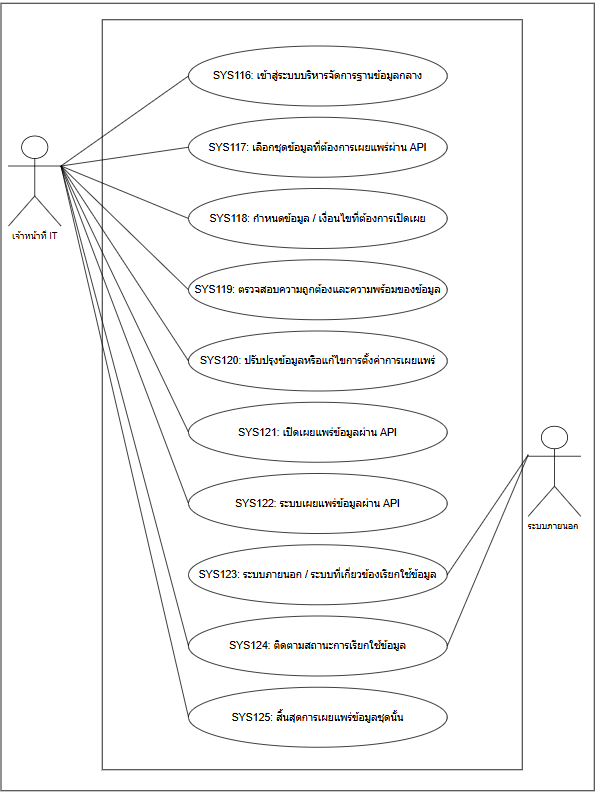 SYS116: เข้าสู่ระบบบริหารจัดการฐานข้อมูลกลาง
SYS117: เลือกชุดข้อมูลที่ต้องการเผยแพร่ผ่าน API
SYS118: กำหนดข้อมูล / เงื่อนไขที่ต้องการเปิดเผย
เจ้าหน้าที่ IT
SYS119: ตรวจสอบความถูกต้องและความพร้อมของข้อมูล
SYS120: ปรับปรุงข้อมูลหรือแก้ไขการตั้งค่าการเผยแพร่
SYS121: เปิดเผยแพร่ข้อมูลผ่าน API
SYS122: ระบบเผยแพร่ข้อมูลผ่าน API
ระบบภายนอก
SYS123: ระบบภายนอก / ระบบที่เกี่ยวข้องเรียกใช้ข้อมูล
SYS124: ติดตามสถานะการเรียกใช้ข้อมูล
SYS125: สิ้นสุดการเผยแพร่ข้อมูลชุดนั้น